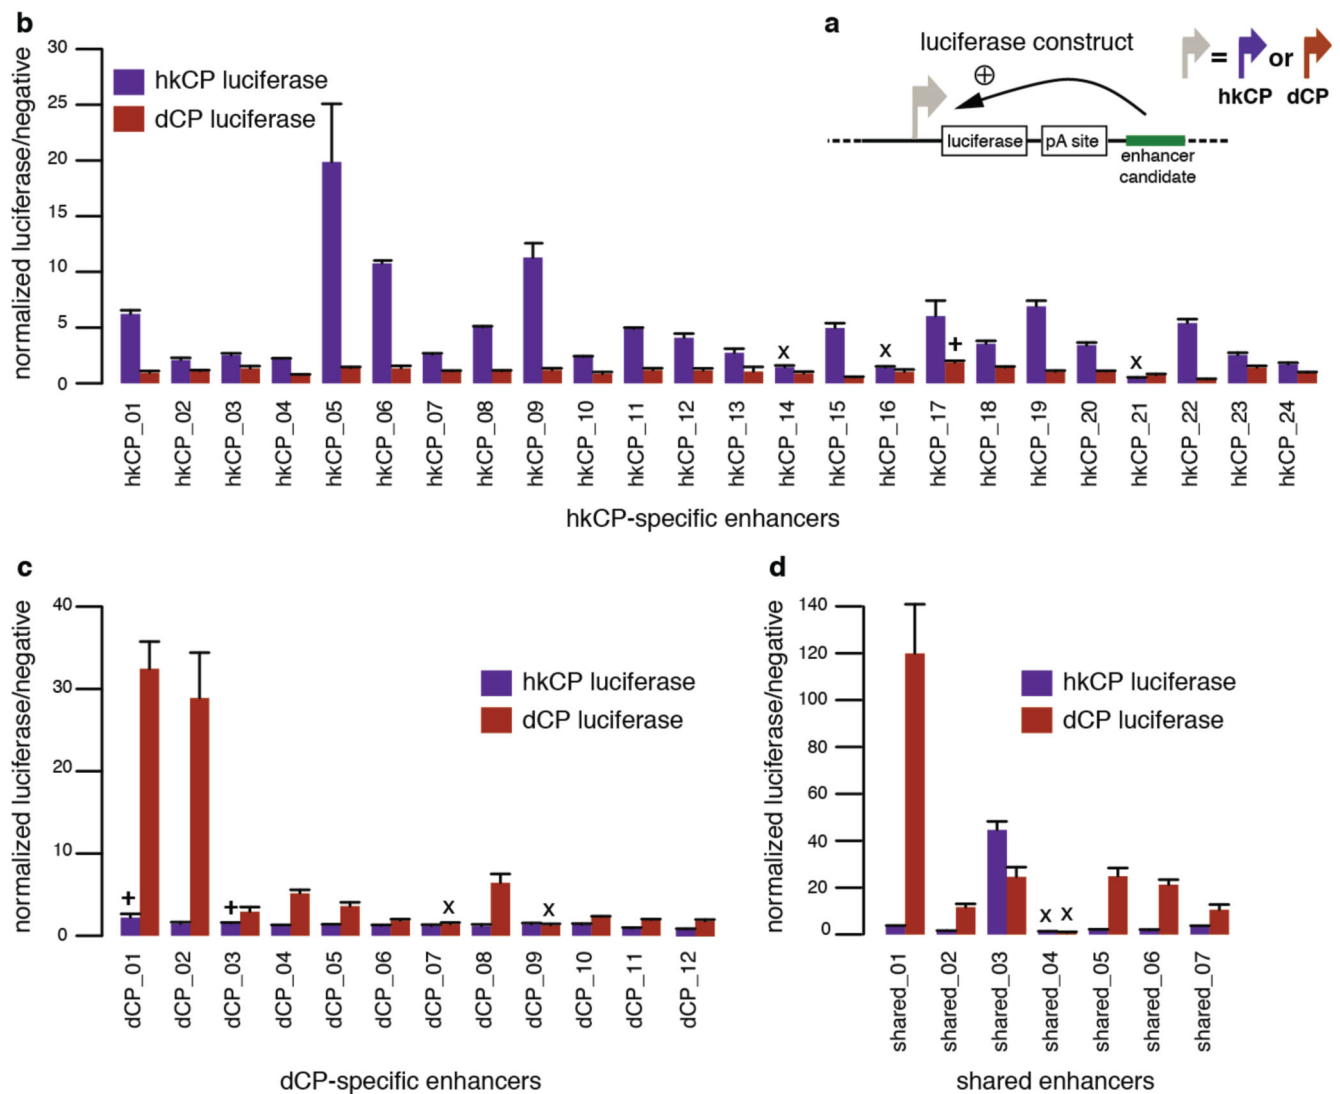 b
normalized luciferase/negative
30
25
20
15
10
5
0
hkCP luciferase
dCP luciferase
x
x
+
x
hkCP_01
hkCP_02
hkCP_03
hkCP_04
hkCP_05
hkCP_06
hkCP_07
hkCP_08
hkCP_09
hkCP_10
hkCP_11
hkCP_12
hkCP_13
hkCP_14
hkCP_15
hkCP_16
hkCP_17
hkCP_18
hkCP_19
hkCP_20
hkCP_21
hkCP_22
hkCP_23
hkCP_24
hkCP-specific enhancers
a
luciferase construct
= or
hkCP dCP
⊕
luciferase
pA site
enhancer
candidate
c
normalized luciferase/negative
40
30
20
10
0
hkCP luciferase
dCP luciferase
+
+
x
x
dCP_01
dCP_02
dCP_03
dCP_04
dCP_05
dCP_06
dCP_07
dCP_08
dCP_09
dCP_10
dCP_11
dCP_12
dCP-specific enhancers
d
normalized luciferase/negative
140
120
100
80
60
40
20
0
hkCP luciferase
dCP luciferase
x x
shared_01
shared_02
shared_03
shared_04
shared_05
shared_06
shared_07
shared enhancers